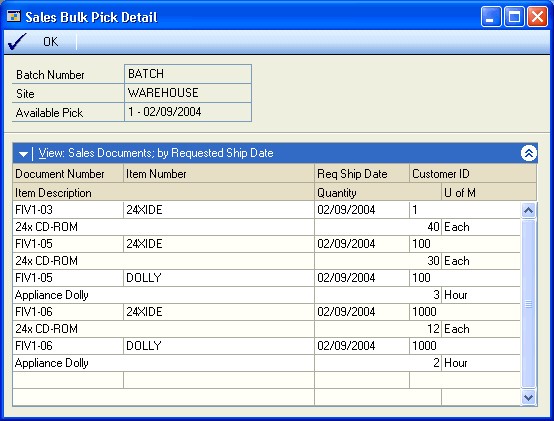 Sales Bulk Pick Detail
OK
Batch Number BATCH
Site WAREHOUSE
Available Pick 1 - 02/09/2004
View: Sales Documents; by Requested Ship Date
Document Number Item Number Req Ship Date Customer ID
Item Description Quantity U of M
FIV1-03 24XIDE 02/09/2004 1
24x CD-ROM 40 Each
FIV1-05 24XIDE 02/09/2004 100
24x CD-ROM 30 Each
FIV1-05 DOLLY 02/09/2004 100
Appliance Dolly 3 Hour
FIV1-06 24XIDE 02/09/2004 1000
24x CD-ROM 12 Each
FIV1-06 DOLLY 02/09/2004 1000
Appliance Dolly 2 Hour